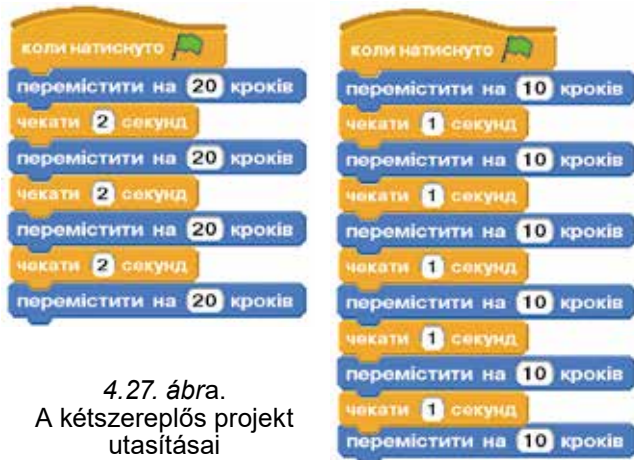 коли натиснуто
перемістити на 20 кроків
чекати 2 секунд
перемістити на 20 кроків
чекати 2 секунд
перемістити на 20 кроків
чекати 2 секунд
перемістити на 20 кроків
4.27. ábra.
A kétszereplős projekt
utasításai
коли натиснуто
перемістити на 10 кроків
чекати 1 секунд
перемістити на 10 кроків
чекати 1 секунд
перемістити на 10 кроків
чекати 1 секунд
перемістити на 10 кроків
чекати 1 секунд
перемістити на 10 кроків
чекати 1 секунд
перемістити на 10 кроків